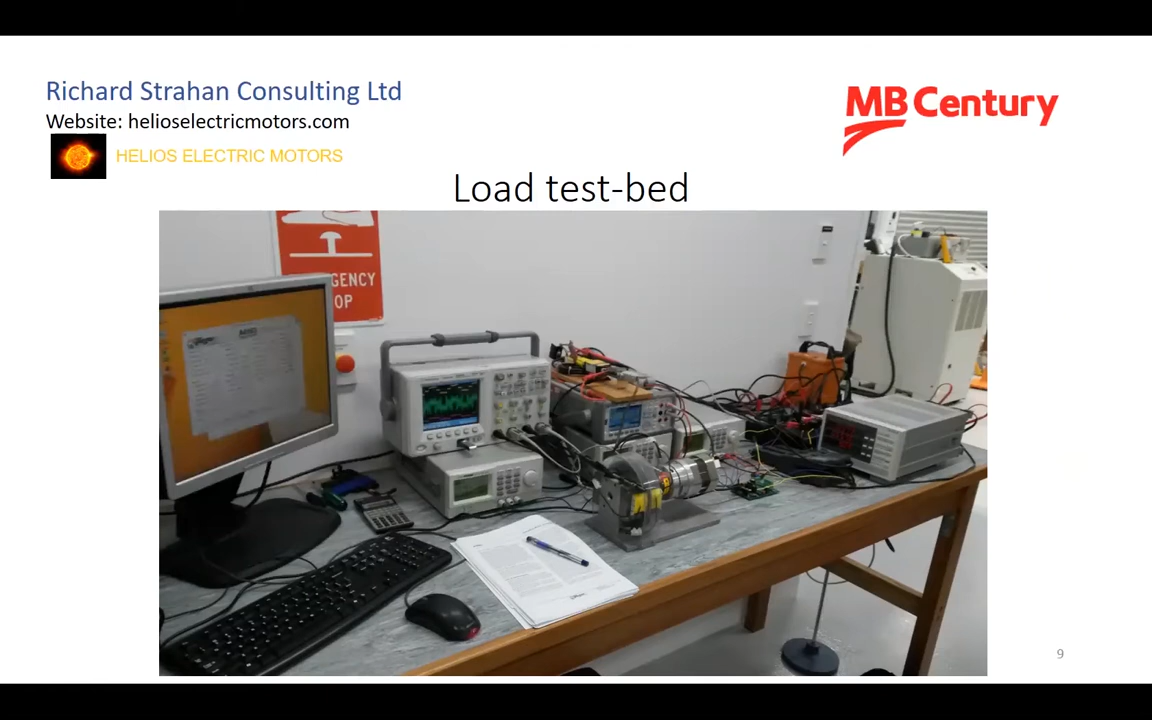 Richard Strahan Consulting Ltd
Website: helioselectricmotors.com
HELIOS ELECTRIC MOTORS
MB Century
Load test-bed
GENCY
OP
9